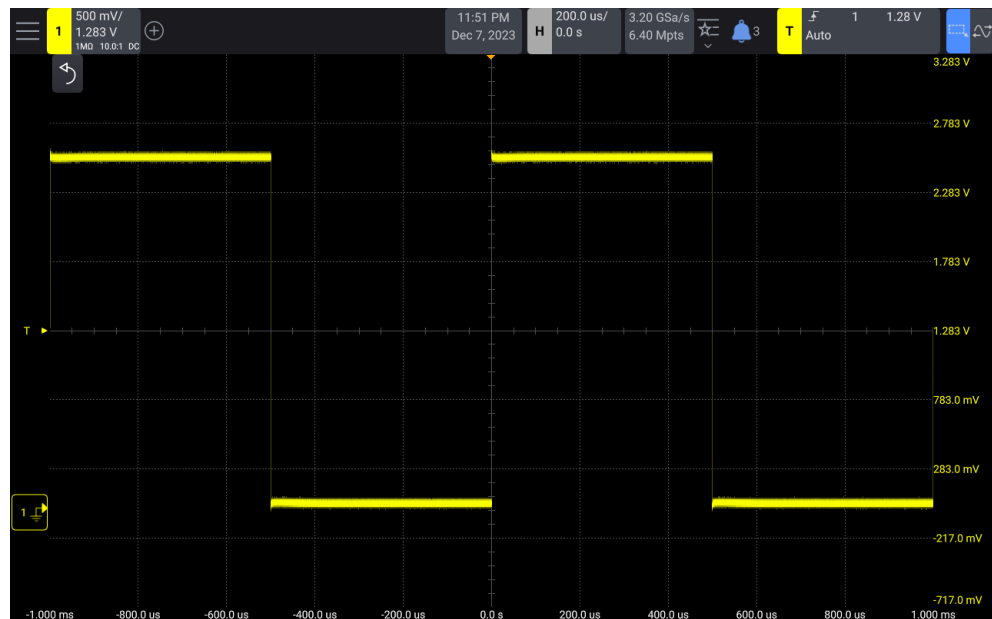 1
500 mV/
1.283 V
1MΩ 10.0:1 DC
11:51 PM
Dec 7, 2023
H
200.0 us/
0.0 s
3.20 GSa/s
6.40 Mpts
3
T
1 1.28 V
Auto
3.283 V
2.783 V
2.283 V
1.783 V
T
1.283 V
783.0 mV
283.0 mV
1
-217.0 mV
-717.0 mV
-1.000 ms -800.0 us -600.0 us -400.0 us -200.0 us 0.0 s 200.0 us 400.0 us 600.0 us 800.0 us 1.000 ms